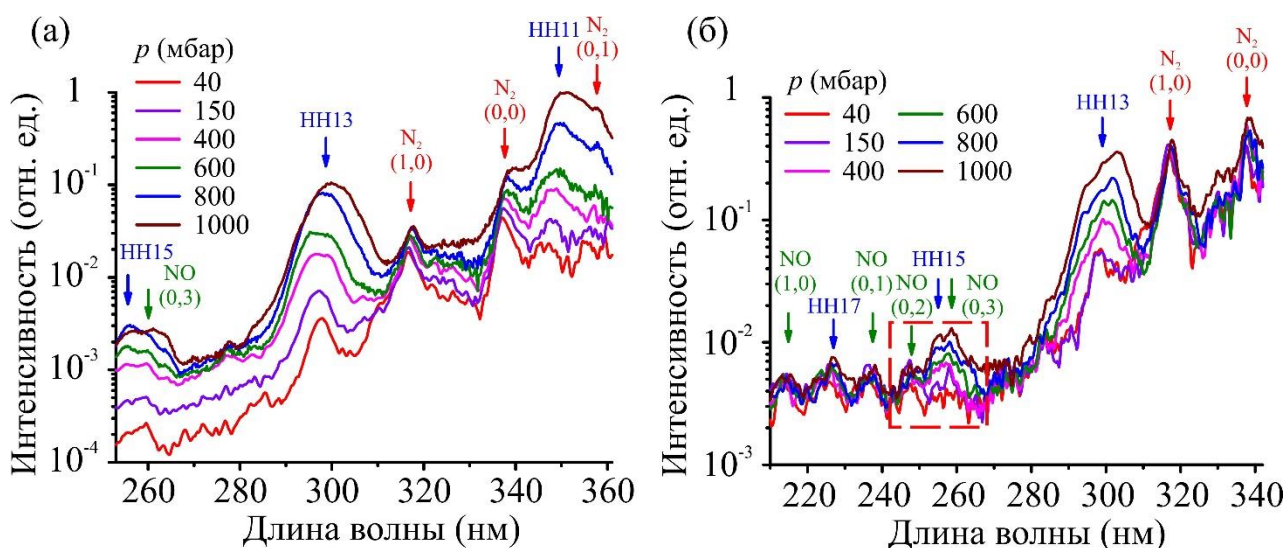 (а)
p (мбар)
40
150
400
600
800
1000
HH15
NO
(0,3)
HH13
N₂
(1,0)
N₂
(0,0)
HH11
N₂
(0,1)
1
10⁻¹
10⁻²
10⁻³
10⁻⁴
Интенсивность (отн. ед.)
260 280 300 320 340 360
Длина волны (нм)
(б)
p (мбар)
40 600
150 800
400 1000
NO
(1,0)
HH17
NO
(0,1)
NO
(0,2)
HH15
NO
(0,3)
HH13
N₂
(1,0)
N₂
(0,0)
1
10⁻¹
10⁻²
10⁻³
Интенсивность (отн. ед.)
220 240 260 280 300 320 340
Длина волны (нм)